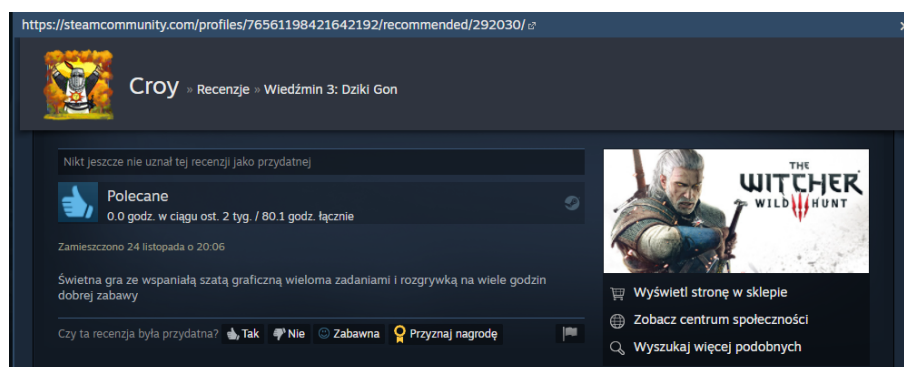 https://steamcommunity.com/profiles/76561198421642192/recommended/292030/
Croy » Recenzje » Wiedźmin 3: Dziki Gon
Nikt jeszcze nie uznał tej recenzji jako przydatnej
Polecane
0.0 godz. w ciągu ost. 2 tyg. / 80.1 godz. łącznie
Zamieszczono 24 listopada o 20:06
Świetna gra ze wspaniałą szatą graficzną wieloma zadaniami i rozgrywką na wiele godzin
dobrej zabawy
Czy ta recenzja była przydatna? Tak Nie Zabawna Przyznaj nagrodę
THE
WITCHER
WILD HUNT
Wyświetl stronę w sklepie
Zobacz centrum społeczności
Wyszukaj więcej podobnych